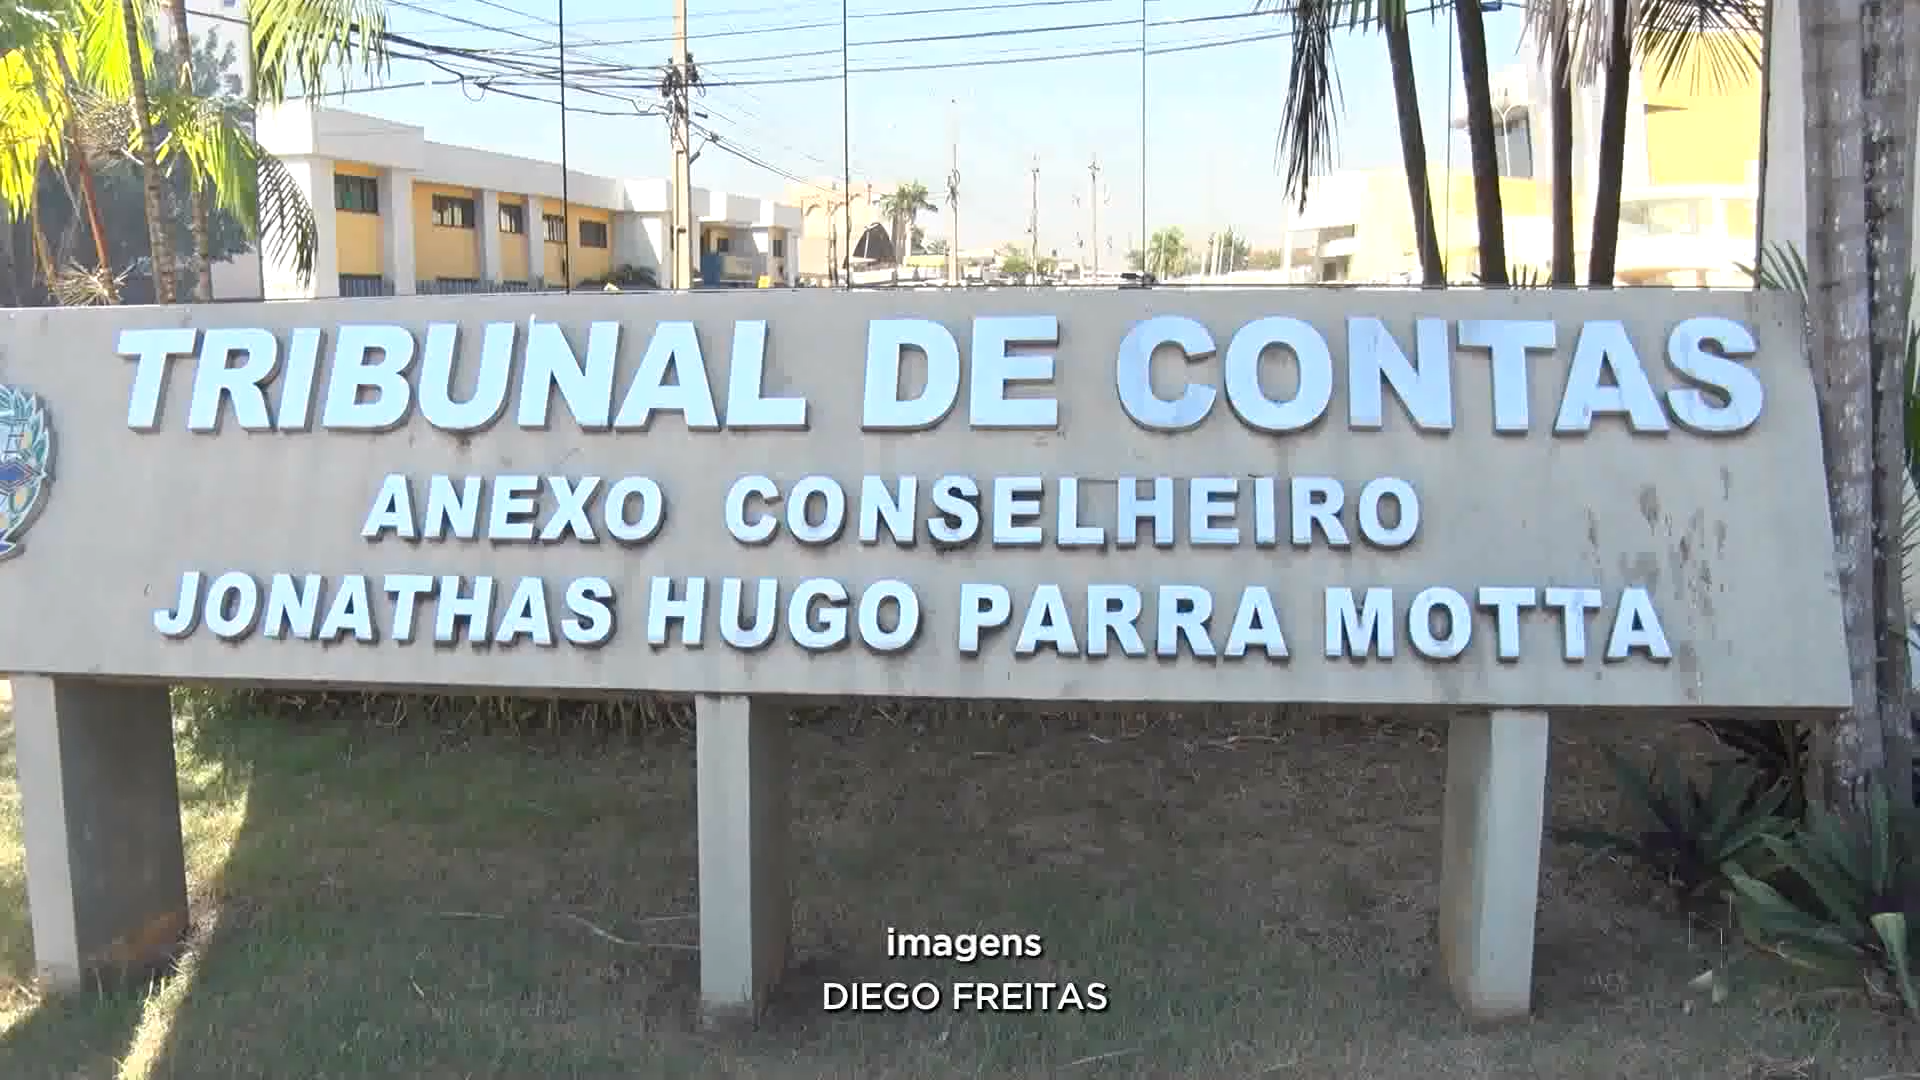 TRIBUNAL DE CONTAS
ANEXO CONSELHEIRO
JONATHAS HUGO PARRA MOTTA
imagens
DIEGO FREITAS